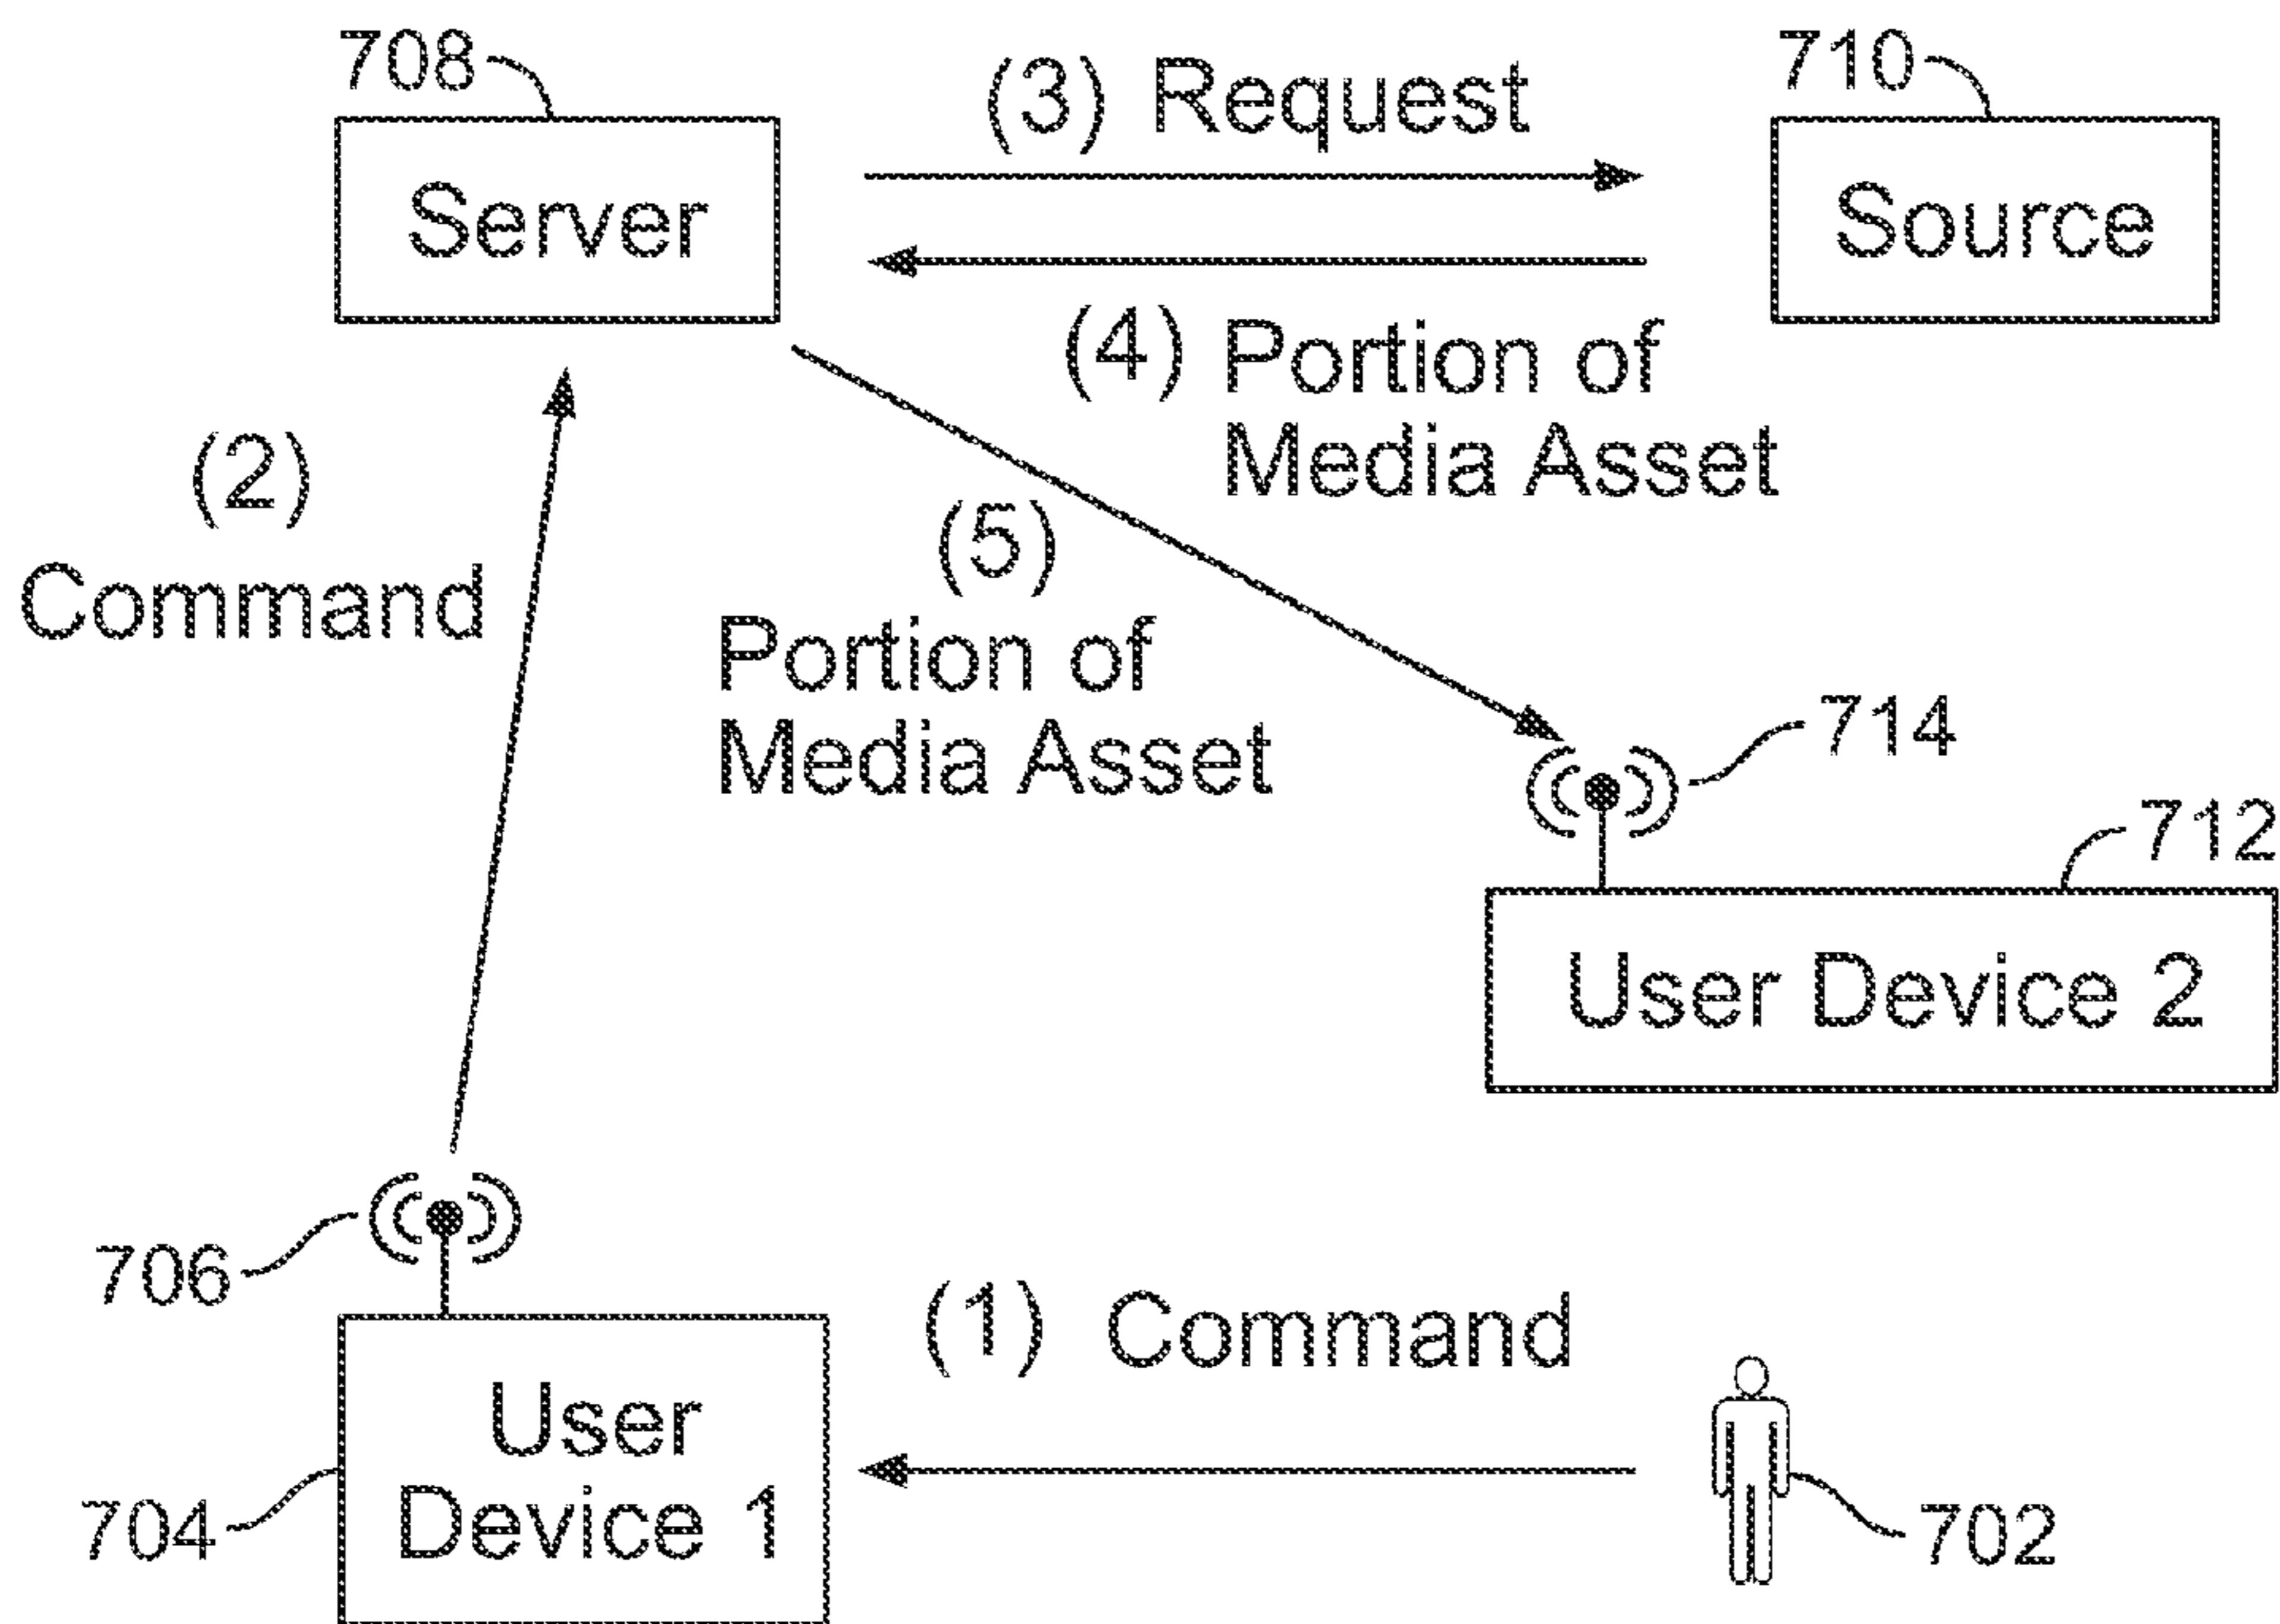 708
(3) Request
710
Server
Source
(4) Portion of
Media Asset
(2)
Command
(5)
Portion of
Media Asset
714
712
User Device 2
706
(1) Command
User
Device 1
704
702